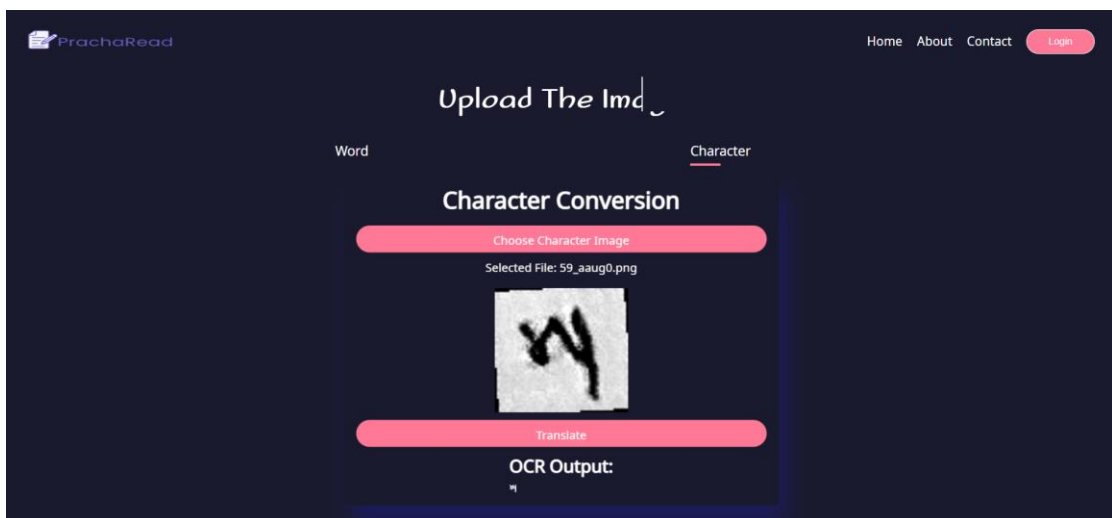 PrachaRead
Home About Contact Login
Upload The
Word Character
Character Conversion
Choose Character Image
Selected File: 59_aaug0.png
Translate
OCR Output: